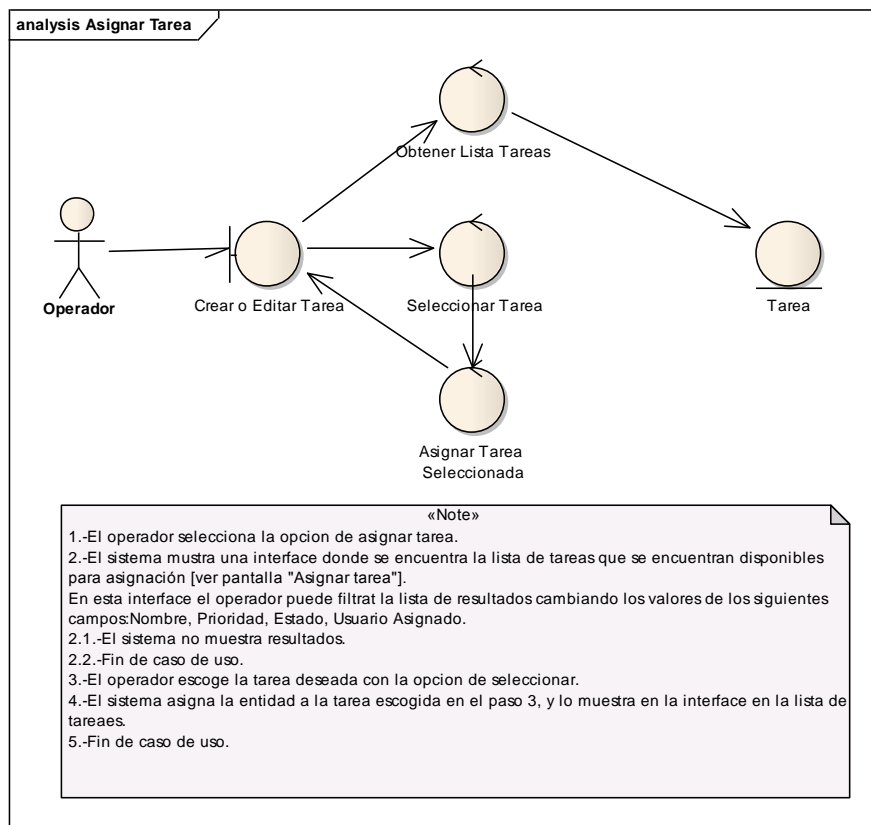 analysis Asignar Tarea
Obtener Lista Tareas
Operador
Crear o Editar Tarea
Seleccionar Tarea
Tarea
Asignar Tarea
Seleccionada
«Note»
1.-El operador selecciona la opcion de asignar tarea.
2.-El sistema mustra una interface donde se encuentra la lista de tareas que se encuentran disponibles
para asignación [ver pantalla "Asignar tarea"].
En esta interface el operador puede filtrat la lista de resultados cambiando los valores de los siguientes
campos:Nombre, Prioridad, Estado, Usuario Asignado.
2.1.-El sistema no muestra resultados.
2.2.-Fin de caso de uso.
3.-El operador escoge la tarea deseada con la opcion de seleccionar.
4.-El sistema asigna la entidad a la tarea escogida en el paso 3, y lo muestra en la interface en la lista de
tareaes.
5.-Fin de caso de uso.